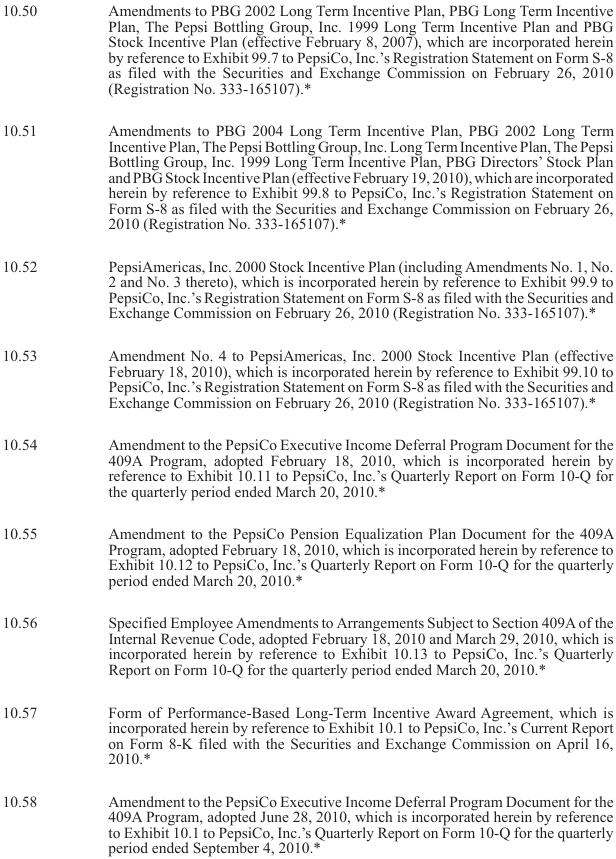 10.50 Amendments to PBG 2002 Long Term Incentive Plan, PBG Long Term Incentive
Plan, The Pepsi Bottling Group, Inc. 1999 Long Term Incentive Plan and PBG
Stock Incentive Plan (effective February 8, 2007), which are incorporated herein
by reference to Exhibit 99.7 to PepsiCo, Inc.’s Registration Statement on Form S-8
as filed with the Securities and Exchange Commission on February 26, 2010
(Registration No. 333-165107).*
10.51 Amendments to PBG 2004 Long Term Incentive Plan, PBG 2002 Long Term
Incentive Plan, The Pepsi Bottling Group, Inc. Long Term Incentive Plan, The Pepsi
Bottling Group, Inc. 1999 Long Term Incentive Plan, PBG Directors’ Stock Plan
and PBG Stock Incentive Plan (effective February 19, 2010), which are incorporated
herein by reference to Exhibit 99.8 to PepsiCo, Inc.’s Registration Statement on
Form S-8 as filed with the Securities and Exchange Commission on February 26,
2010 (Registration No. 333-165107).*
10.52 PepsiAmericas, Inc. 2000 Stock Incentive Plan (including Amendments No. 1, No.
2 and No. 3 thereto), which is incorporated herein by reference to Exhibit 99.9 to
PepsiCo, Inc.’s Registration Statement on Form S-8 as filed with the Securities and
Exchange Commission on February 26, 2010 (Registration No. 333-165107).*
10.53 Amendment No. 4 to PepsiAmericas, Inc. 2000 Stock Incentive Plan (effective
February 18, 2010), which is incorporated herein by reference to Exhibit 99.10 to
PepsiCo, Inc.’s Registration Statement on Form S-8 as filed with the Securities and
Exchange Commission on February 26, 2010 (Registration No. 333-165107).*
10.54 Amendment to the PepsiCo Executive Income Deferral Program Document for the
409A Program, adopted February 18, 2010, which is incorporated herein by
reference to Exhibit 10.11 to PepsiCo, Inc.’s Quarterly Report on Form 10-Q for
the quarterly period ended March 20, 2010.*
10.55 Amendment to the PepsiCo Pension Equalization Plan Document for the 409A
Program, adopted February 18, 2010, which is incorporated herein by reference to
Exhibit 10.12 to PepsiCo, Inc.’s Quarterly Report on Form 10-Q for the quarterly
period ended March 20, 2010.*
10.56 Specified Employee Amendments to Arrangements Subject to Section 409A of the
Internal Revenue Code, adopted February 18, 2010 and March 29, 2010, which is
incorporated herein by reference to Exhibit 10.13 to PepsiCo, Inc.’s Quarterly
Report on Form 10-Q for the quarterly period ended March 20, 2010.*
10.57 Form of Performance-Based Long-Term Incentive Award Agreement, which is
incorporated herein by reference to Exhibit 10.1 to PepsiCo, Inc.’s Current Report
on Form 8-K filed with the Securities and Exchange Commission on April 16,
2010.*
10.58 Amendment to the PepsiCo Executive Income Deferral Program Document for the
409A Program, adopted June 28, 2010, which is incorporated herein by reference
to Exhibit 10.1 to PepsiCo, Inc.’s Quarterly Report on Form 10-Q for the quarterly
period ended September 4, 2010.*